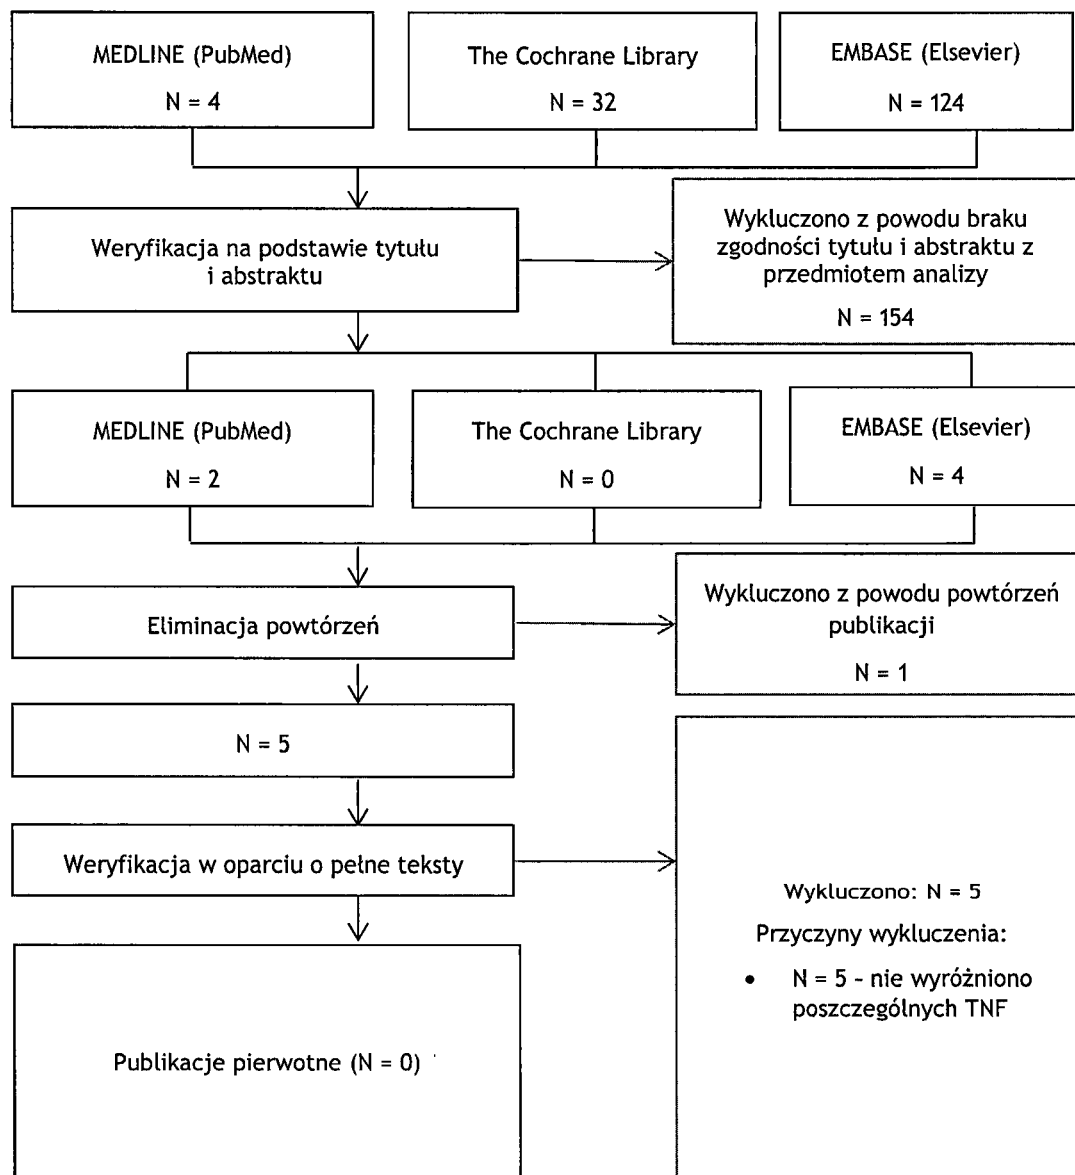 MEDLINE (PubMed)
N = 4
The Cochrane Library
N = 32
EMBASE (Elsevier)
N = 124
Weryfikacja na podstawie tytułu
i abstraktu
Wykluczono z powodu braku
zgodności tytułu i abstraktu z
przedmiotem analizy
N = 154
MEDLINE (PubMed)
N = 2
The Cochrane Library
N = 0
EMBASE (Elsevier)
N = 4
Eliminacja powtórzeń
Wykluczono z powodu powtórzeń
publikacji
N = 1
N = 5
Weryfikacja w oparciu o pełne teksty
Wykluczono: N = 5
Przyczyny wykluczenia:
• N = 5 - nie wyróżniono
poszczególnych TNF
Publikacje pierwotne (N = 0)